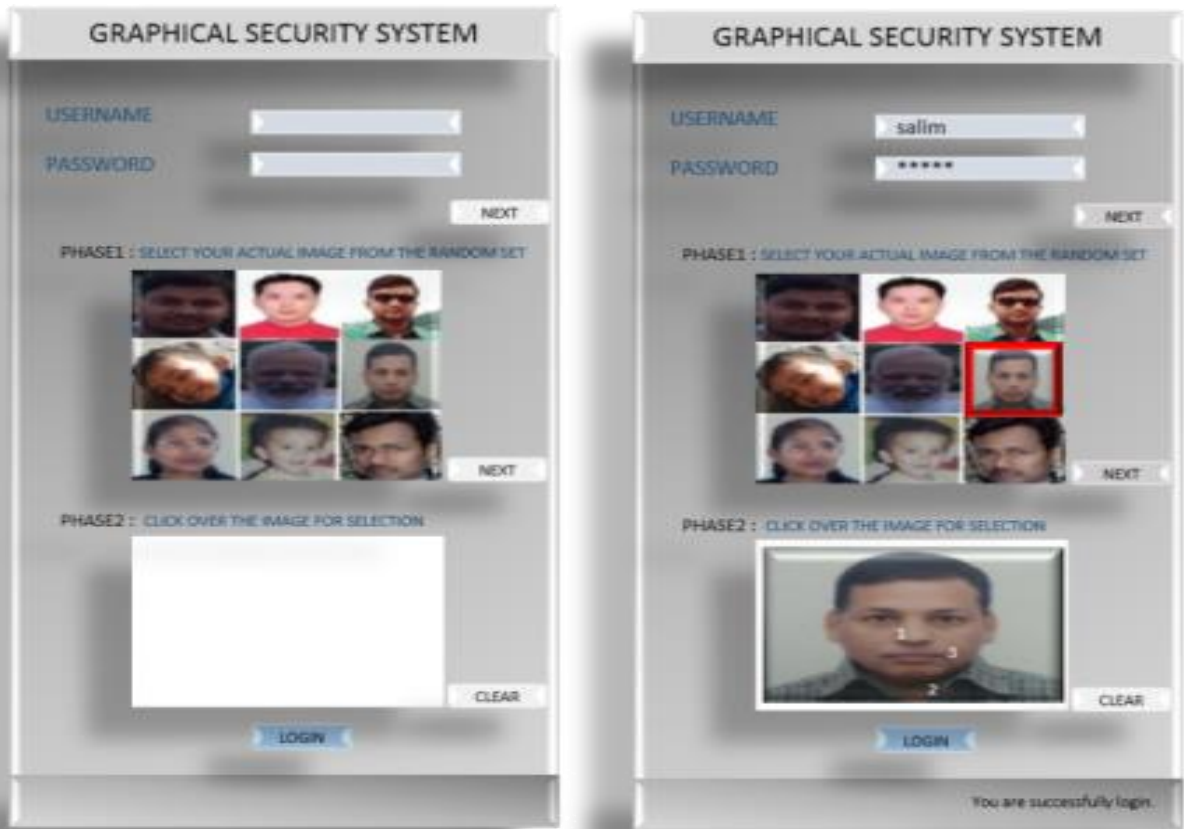 GRAPHICAL SECURITY SYSTEM
USERNAME
PASSWORD
NEXT
PHASE1 : SELECT YOUR ACTUAL IMAGE FROM THE RANDOM SET
NEXT
PHASE2 : CLICK OVER THE IMAGE FOR SELECTION
CLEAR
LOGIN
GRAPHICAL SECURITY SYSTEM
USERNAME salim
PASSWORD *****
NEXT
PHASE1 : SELECT YOUR ACTUAL IMAGE FROM THE RANDOM SET
NEXT
PHASE2 : CLICK OVER THE IMAGE FOR SELECTION
1
3
2
CLEAR
LOGIN
You are successfully login.